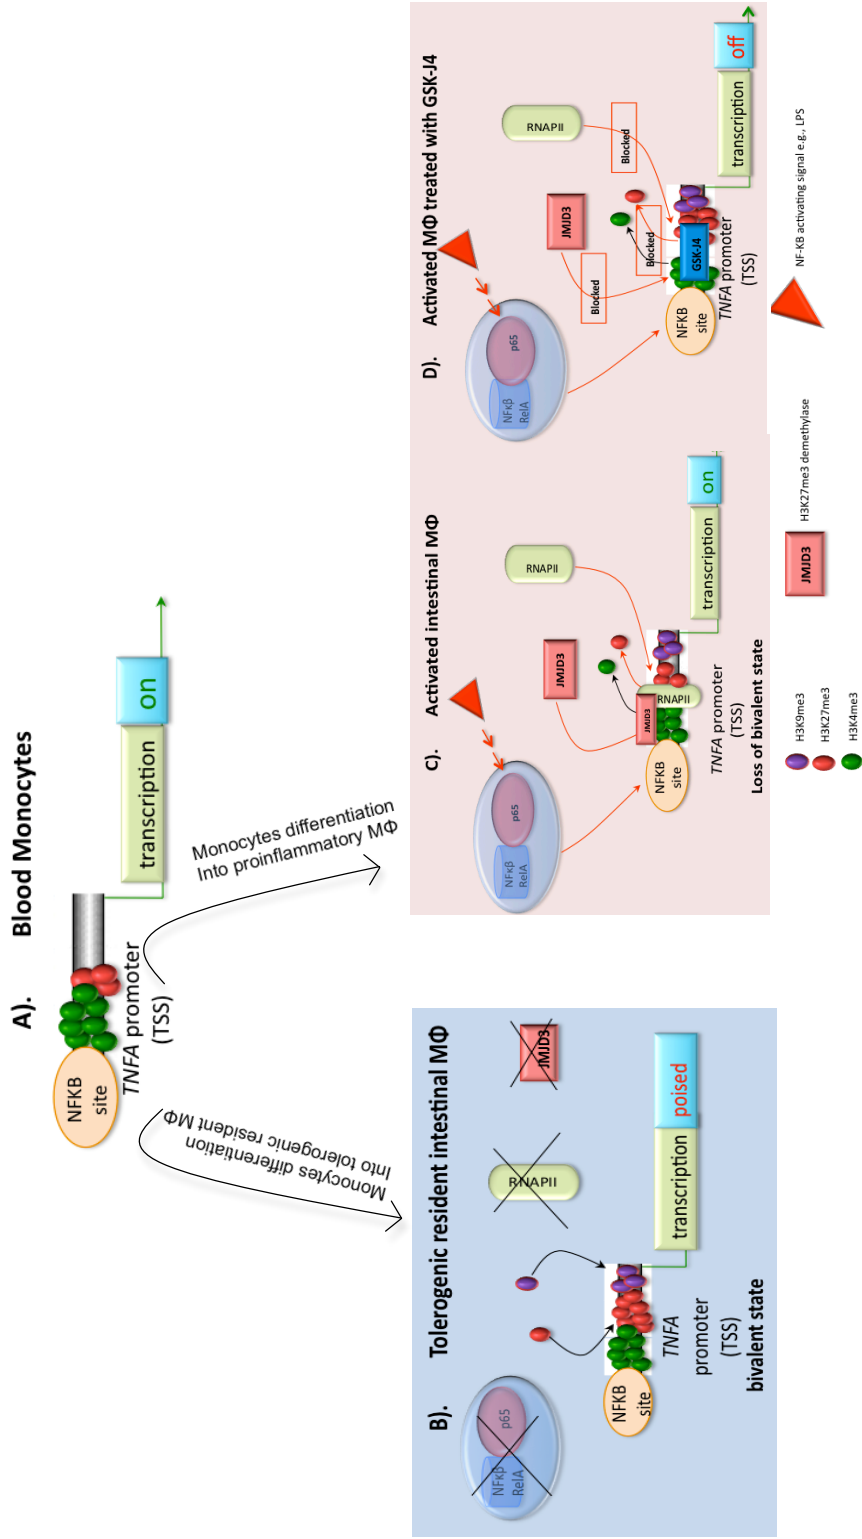 A). Blood Monocytes
NFKB
site
TNFA promoter
(TSS)
transcription
on
Monocytes differentiation
Into tolerogenic resident MΦ
Monocytes differentiation
Into proinflammatory MΦ
B). Tolerogenic resident intestinal MΦ
NFκβ
RelA
p65
RNAPII
JMJD3
NFKB
site
TNFA
promoter
(TSS)
bivalent state
transcription
poised
C). Activated intestinal MΦ
NFκβ
RelA
p65
JMJD3
RNAPII
NFKB
site
JMJD3
RNAPII
TNFA promoter
(TSS)
Loss of bivalent state
transcription
on
D). Activated MΦ treated with GSK-J4
NFκβ
RelA
p65
JMJD3
RNAPII
Blocked
Blocked
Blocked
NFKB
site
GSK-J4
TNFA promoter
(TSS)
transcription
off
H3K9me3
H3K27me3
H3K4me3
JMJD3
H3K27me3 demethylase
NF-KB activating signal e.g., LPS